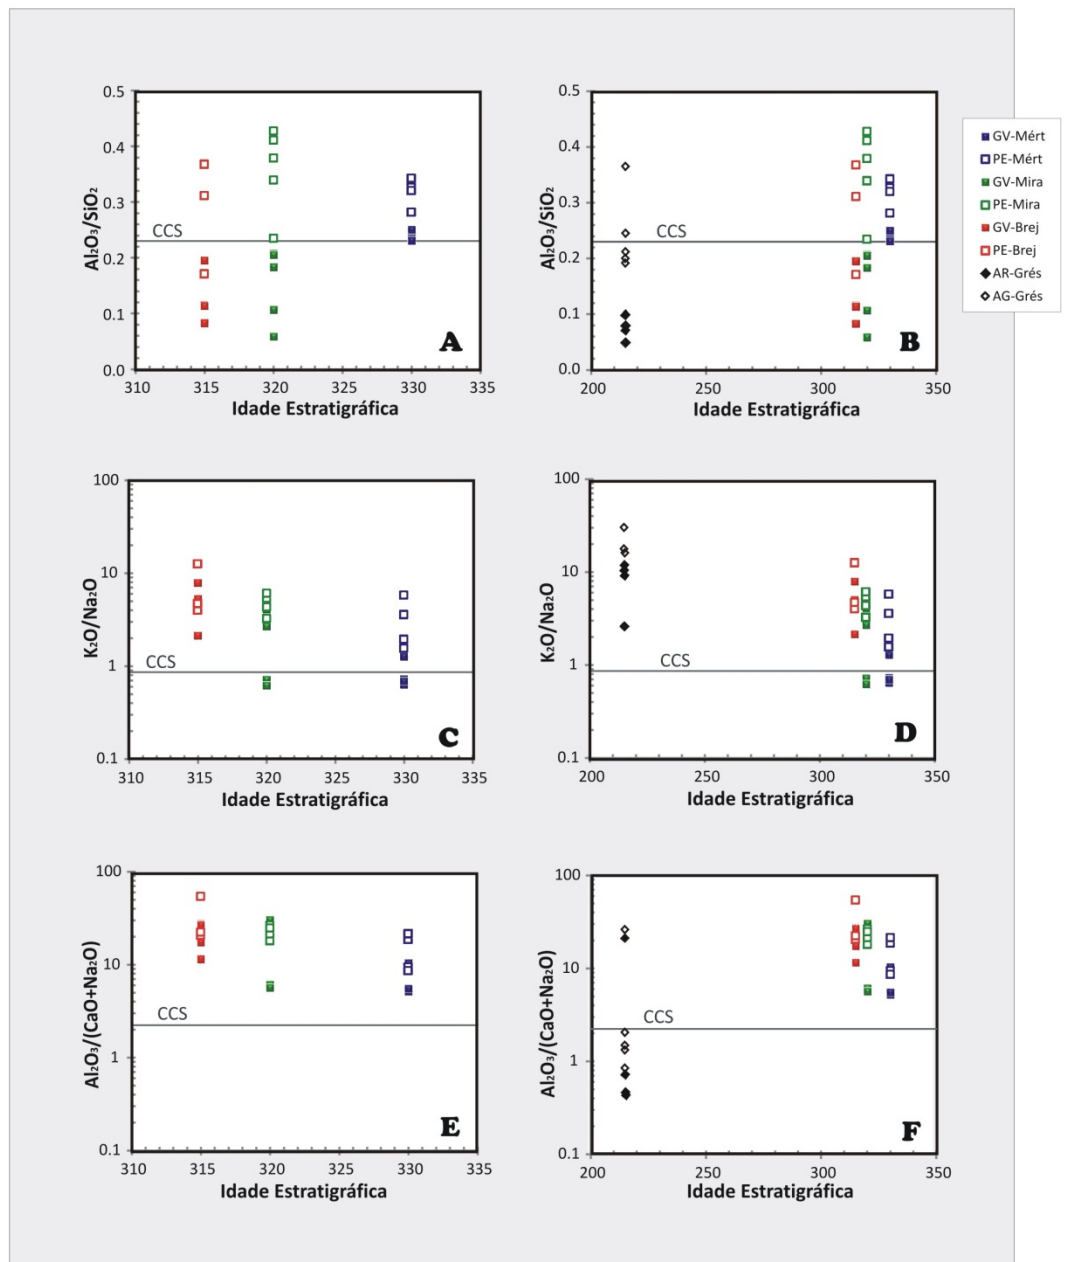 0.5
0.4
0.3
0.2
0.1
0.0
Al₂O₃/SiO₂
CCS
A
310
315
320
325
330
335
Idade Estratigráfica
0.5
0.4
0.3
0.2
0.1
0.0
Al₂O₃/SiO₂
CCS
B
200
250
300
350
Idade Estratigráfica
GV-Mért
PE-Mért
GV-Mira
PE-Mira
GV-Brej
PE-Brej
AR-Grés
AG-Grés
100
10
1
0.1
K₂O/Na₂O
CCS
C
310
315
320
325
330
335
Idade Estratigráfica
100
10
1
0.1
K₂O/Na₂O
CCS
D
200
250
300
350
Idade Estratigráfica
100
10
1
0.1
Al₂O₃/(CaO+Na₂O)
CCS
E
310
315
320
325
330
335
Idade Estratigráfica
100
10
1
0.1
Al₂O₃/(CaO+Na₂O)
CCS
F
200
250
300
350
Idade Estratigráfica